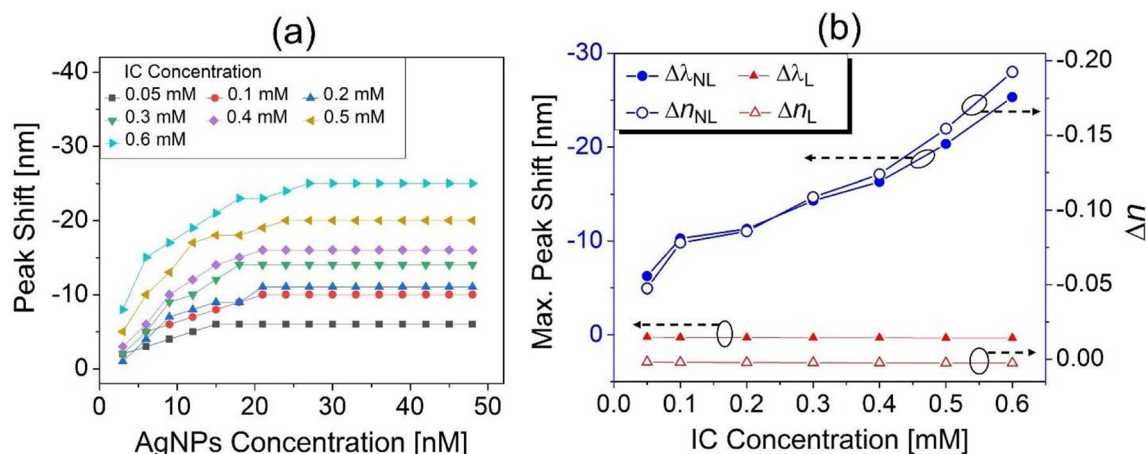 (a)
IC Concentration
0.05 mM 0.1 mM 0.2 mM
0.3 mM 0.4 mM 0.5 mM
0.6 mM
Peak Shift [nm]
-40
-30
-20
-10
0
0 10 20 30 40 50
AgNPs Concentration [nM]
(b)
ΔλNL ΔλL
ΔnNL ΔnL
Max. Peak Shift [nm]
-30
-20
-10
0
-0.20
-0.15
-0.10
-0.05
0.00
Δn
0.0 0.1 0.2 0.3 0.4 0.5 0.6
IC Concentration [mM]